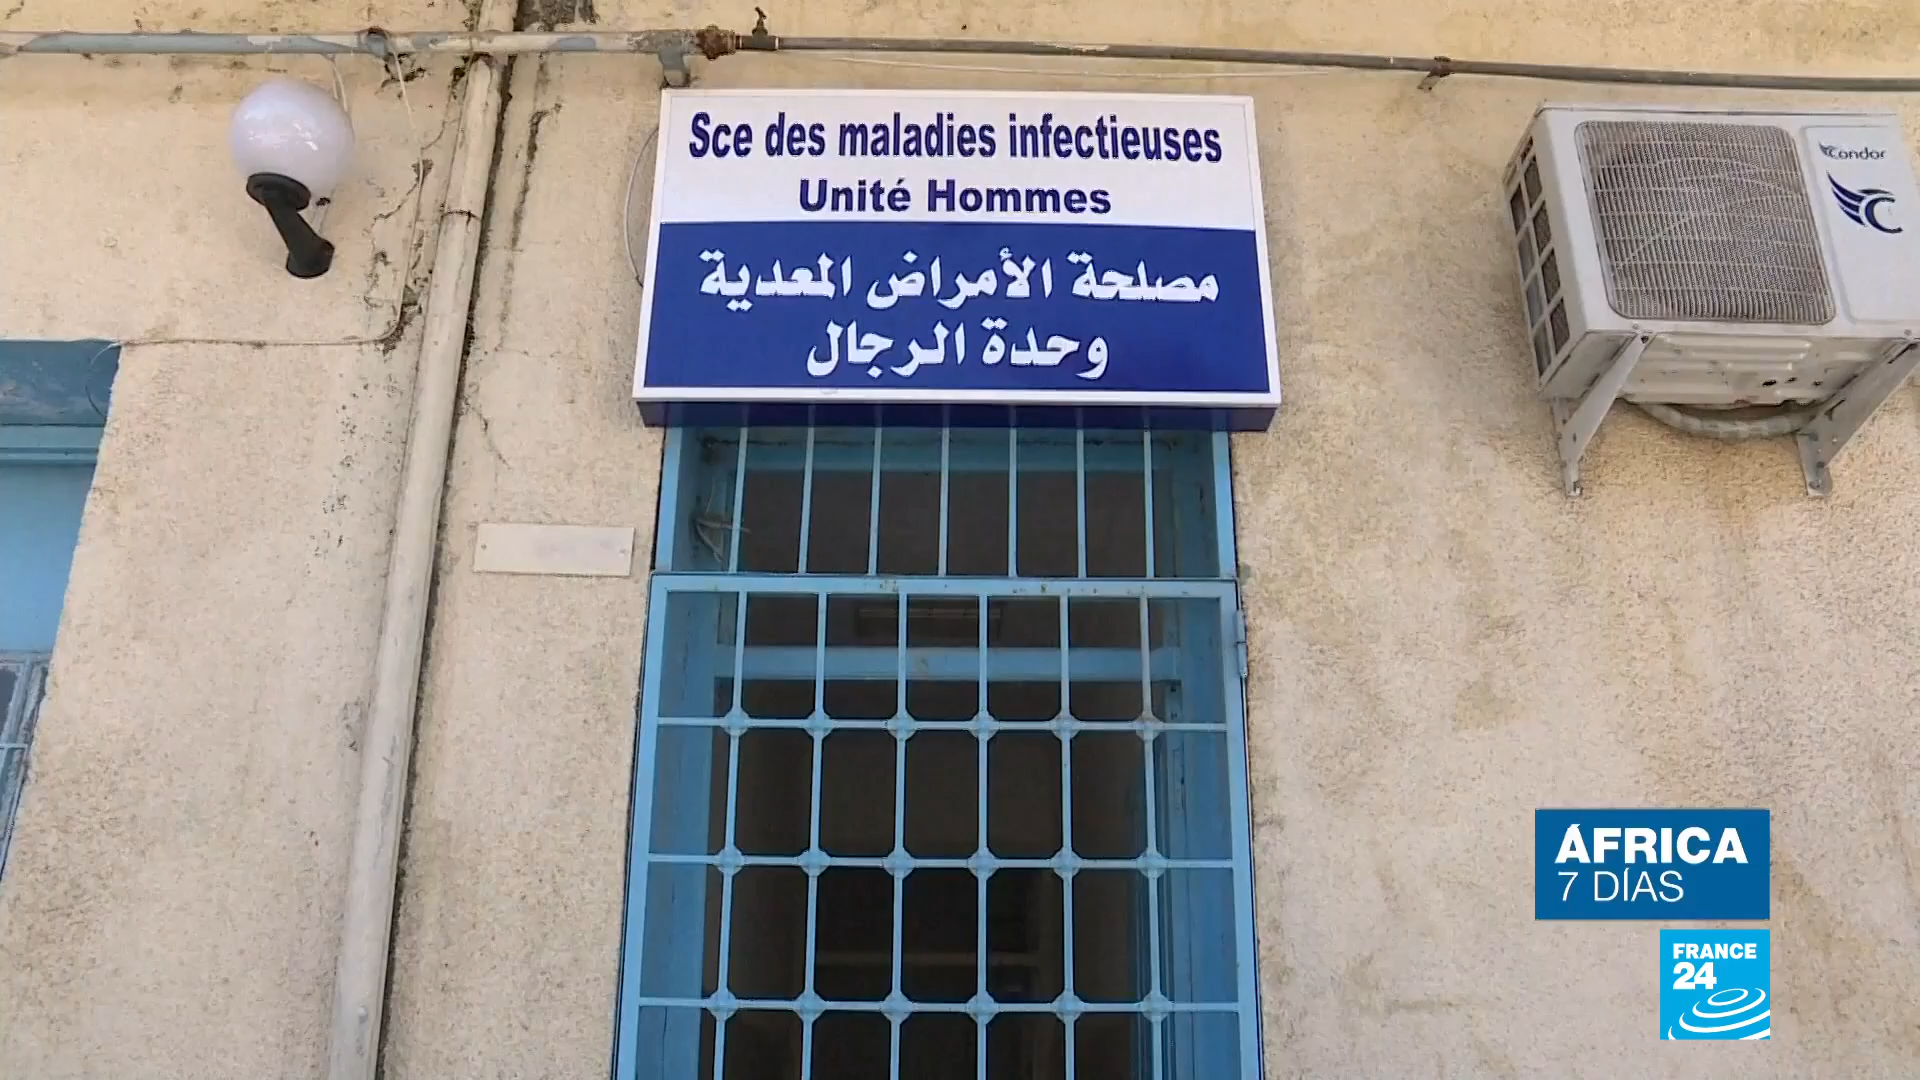 Sce des maladies infectieuses
Unité Hommes
مصلحة الأمراض المعدية
وحدة الرجال
Condor
ÁFRICA
7 DÍAS
FRANCE
24